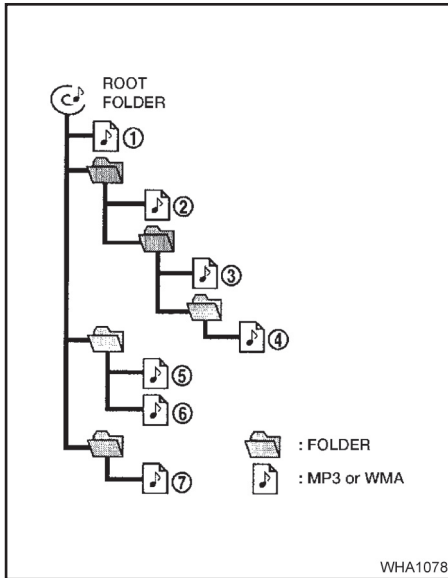 ROOT
FOLDER
①
②
③
④
⑤
⑥
⑦
: FOLDER
: MP3 or WMA
WHA1078